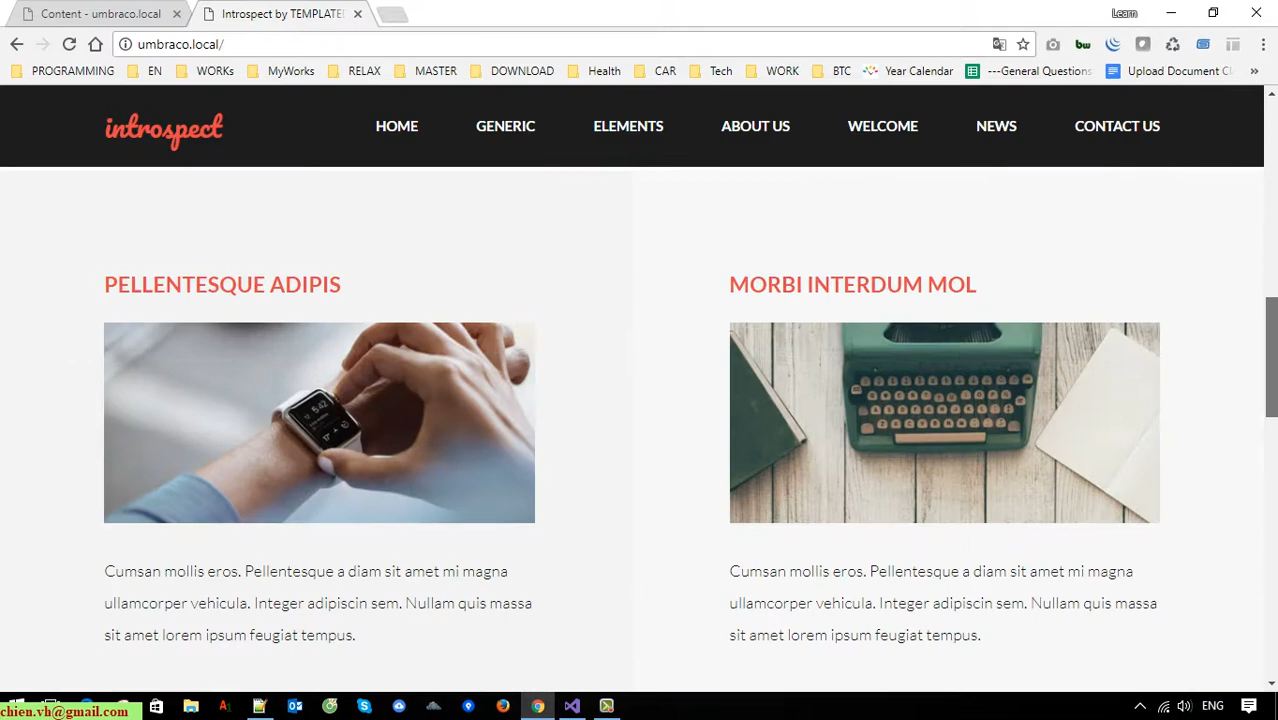 Content - umbraco.local
Introspect by TEMPLATE
Learn
umbraco.local/
PROGRAMMING EN WORKs MyWorks RELAX MASTER DOWNLOAD Health CAR Tech WORK BTC Year Calendar ---General Questions Upload Document C
introspect
HOME GENERIC ELEMENTS ABOUT US WELCOME NEWS CONTACT US
PELLENTESQUE ADIPIS
Cumsan mollis eros. Pellentesque a diam sit amet mi magna
ullamcorper vehicula. Integer adipiscin sem. Nullam quis massa
sit amet lorem ipsum feugiat tempus.
MORBI INTERDUM MOL
Cumsan mollis eros. Pellentesque a diam sit amet mi magna
ullamcorper vehicula. Integer adipiscin sem. Nullam quis massa
sit amet lorem ipsum feugiat tempus.
chien.vh@gmail.com
ENG